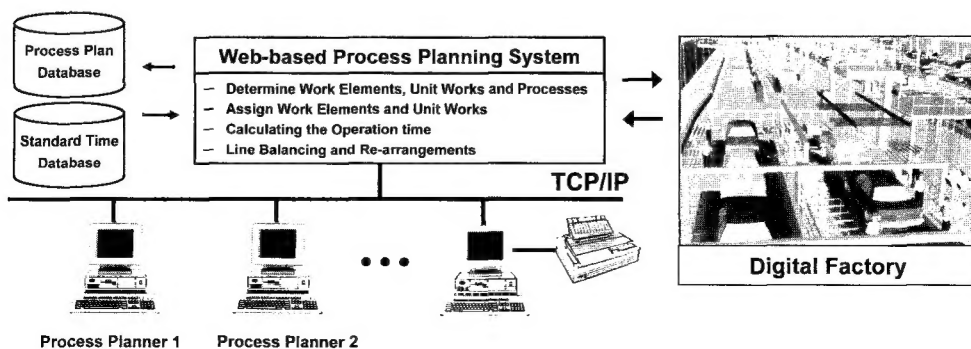 Process Plan
Database
Standard Time
Database
Web-based Process Planning System
– Determine Work Elements, Unit Works and Processes
– Assign Work Elements and Unit Works
– Calculating the Operation time
– Line Balancing and Re-arrangements
TCP/IP
Digital Factory
Process Planner 1
Process Planner 2